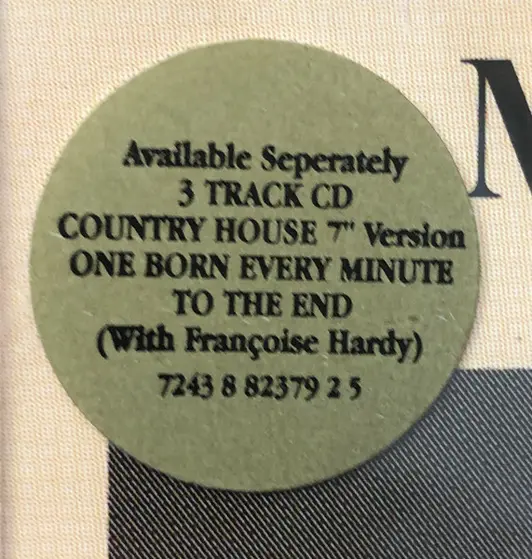 Available Seperately
3 TRACK CD
COUNTRY HOUSE 7" Version
ONE BORN EVERY MINUTE
TO THE END
(With Françoise Hardy)
7243 8 82379 2 5